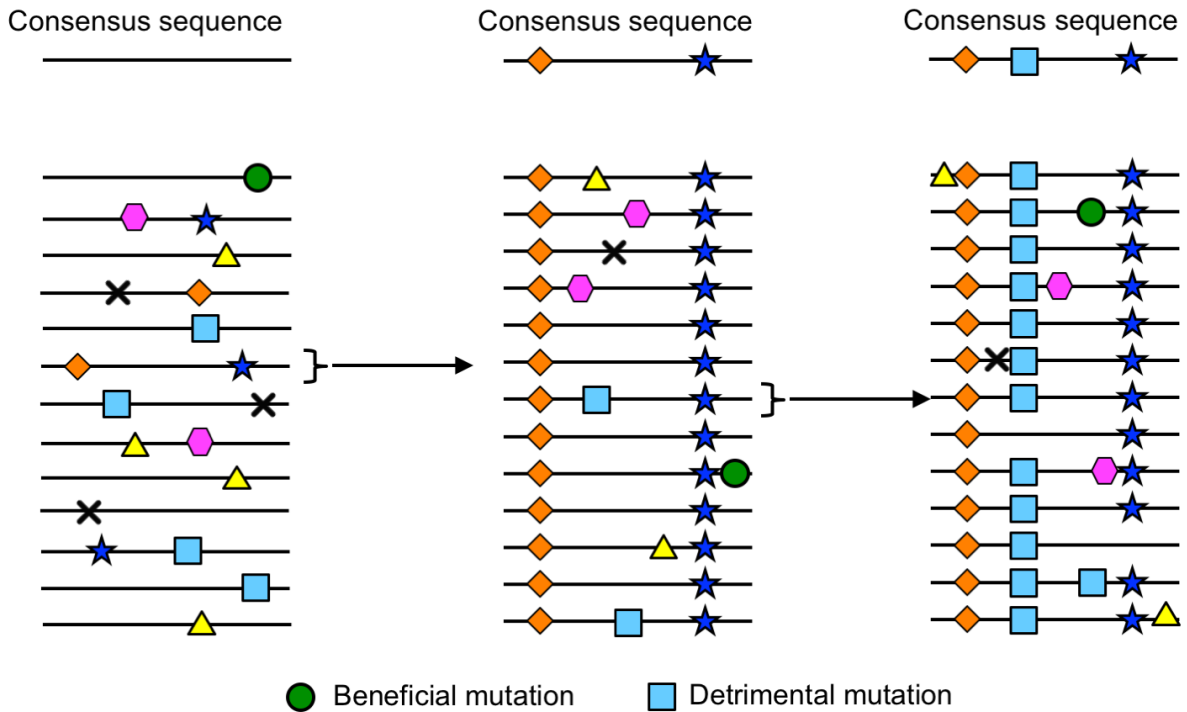 Consensus sequence
Consensus sequence
Consensus sequence
Beneficial mutation
Detrimental mutation